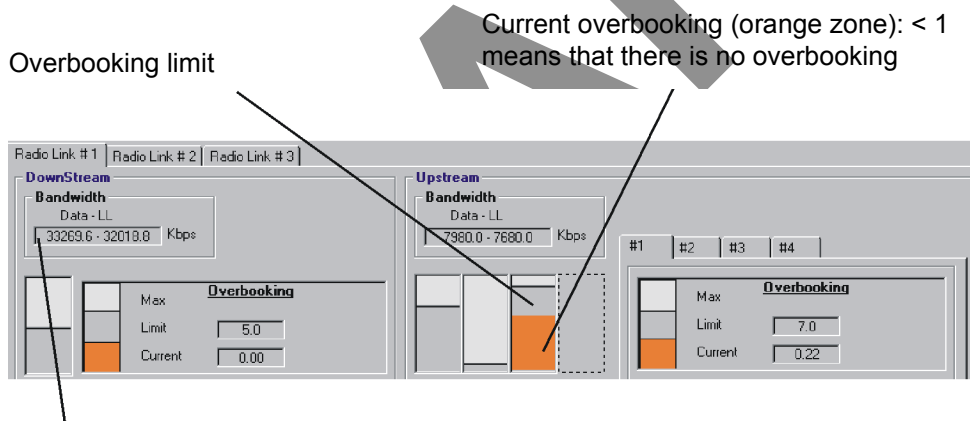 Current overbooking (orange zone): < 1
means that there is no overbooking
Overbooking limit
Radio Link # 1 Radio Link # 2 Radio Link # 3
DownStream
Bandwidth
Data - LL
33269.6 - 32018.8 Kbps
Overbooking
Max
Limit 5.0
Current 0.00
Upstream
Bandwidth
Data - LL
7980.0 - 7680.0 Kbps
#1 #2 #3 #4
Overbooking
Max
Limit 7.0
Current 0.22